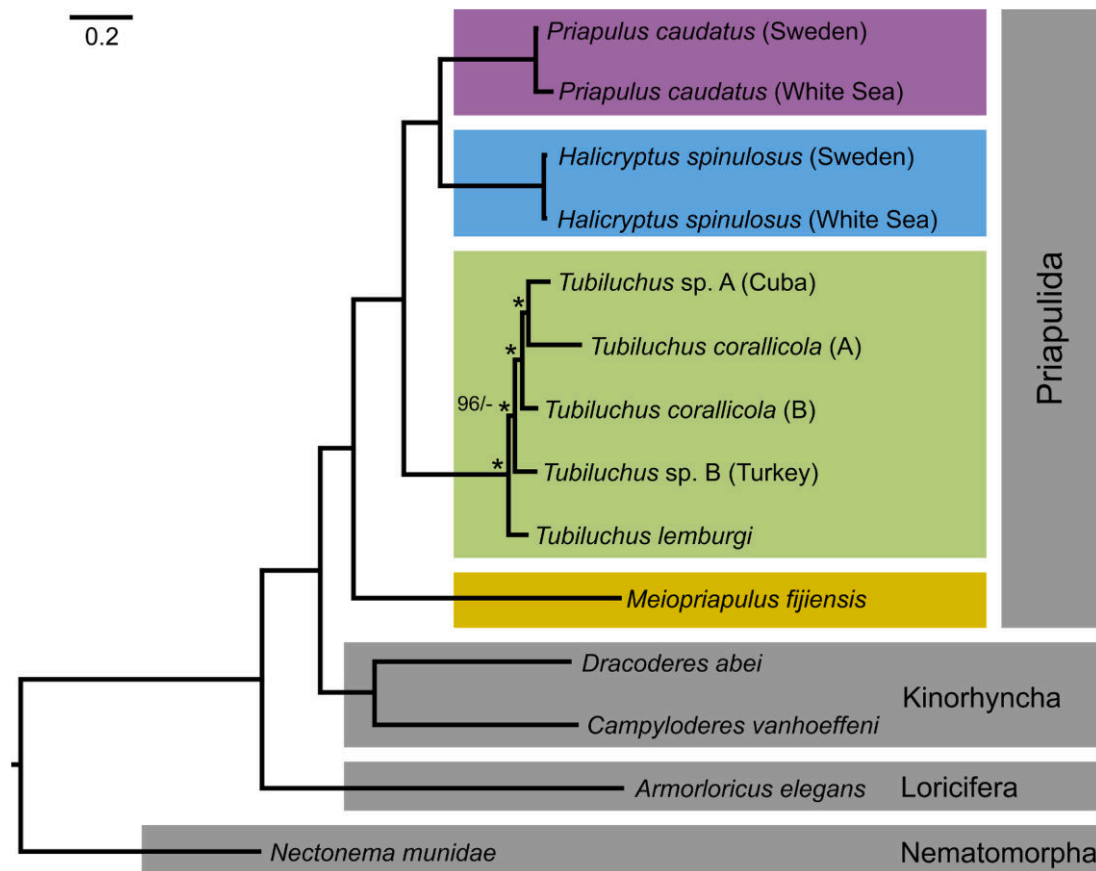 0.2
Priapulus caudatus (Sweden)
Priapulus caudatus (White Sea)
Halicryptus spinulosus (Sweden)
Halicryptus spinulosus (White Sea)
Tubiluchus sp. A (Cuba)
*
Tubiluchus corallicola (A)
*
96/-
*
Tubiluchus corallicola (B)
*
Tubiluchus sp. B (Turkey)
Tubiluchus lemburgi
Meiopriapulus fijiensis
Priapulida
Dracoderes abei
Campyloderes vanhoeffeni
Kinorhyncha
Armorloricus elegans
Loricifera
Nectonema munidae
Nematomorpha